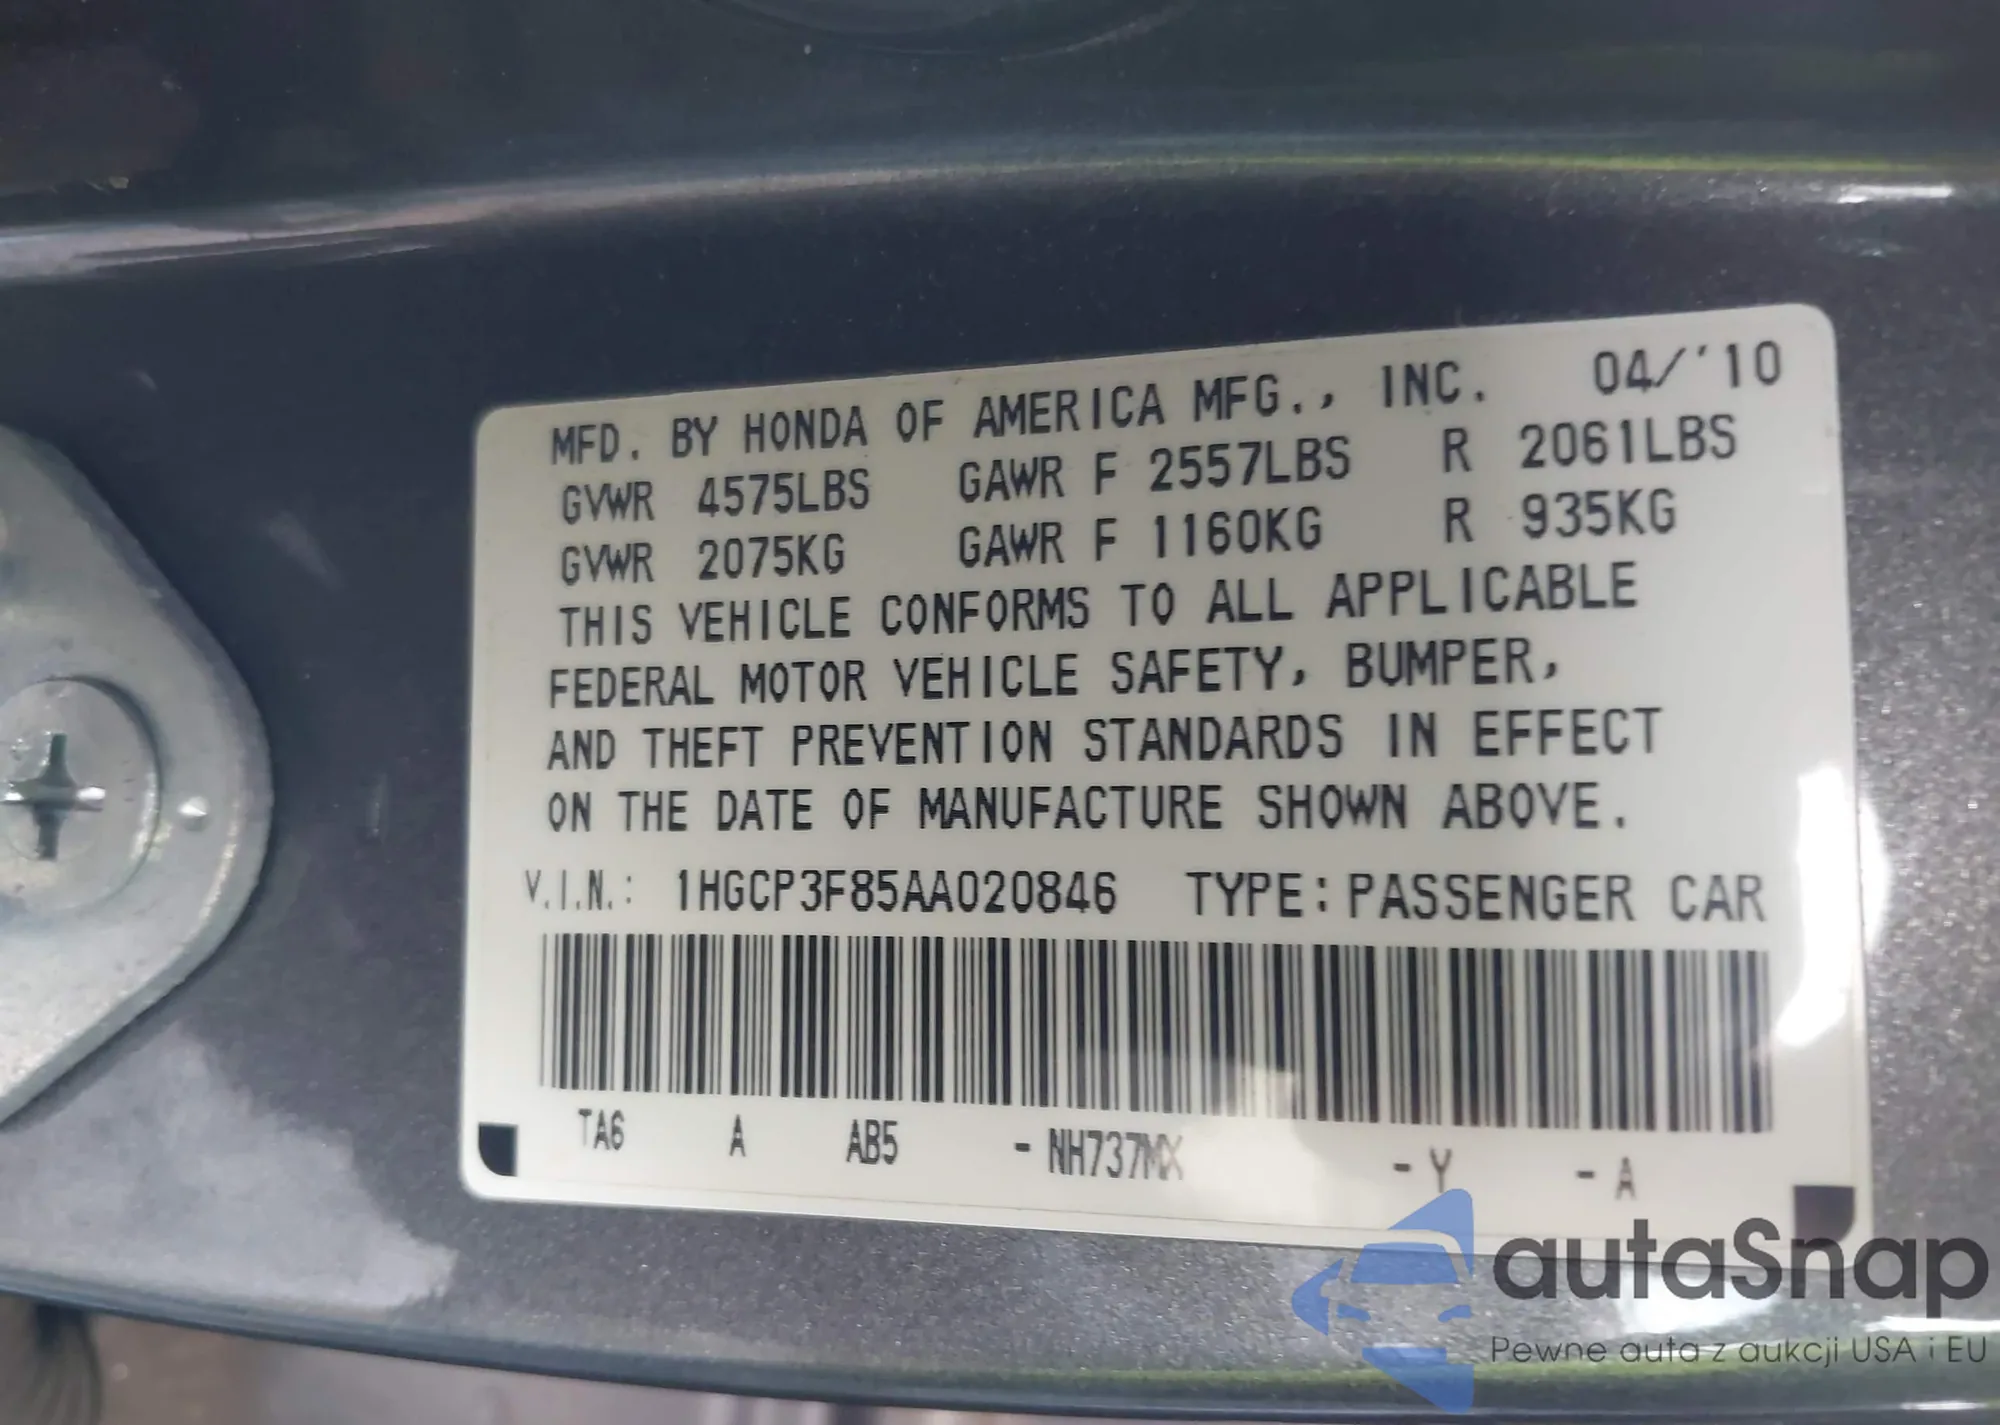 MFD. BY HONDA OF AMERICA MFG., INC. 04/'10
GVWR 4575LBS GAWR F 2557LBS R 2061LBS
GVWR 2075KG GAWR F 1160KG R 935KG
THIS VEHICLE CONFORMS TO ALL APPLICABLE
FEDERAL MOTOR VEHICLE SAFETY, BUMPER,
AND THEFT PREVENTION STANDARDS IN EFFECT
ON THE DATE OF MANUFACTURE SHOWN ABOVE.
V.I.N.: 1HGCP3F85AA020846 TYPE: PASSENGER CAR
TA6 A AB5 - NH737MX - Y - A
autaSnap
Pewne auta z aukcji USA i EU